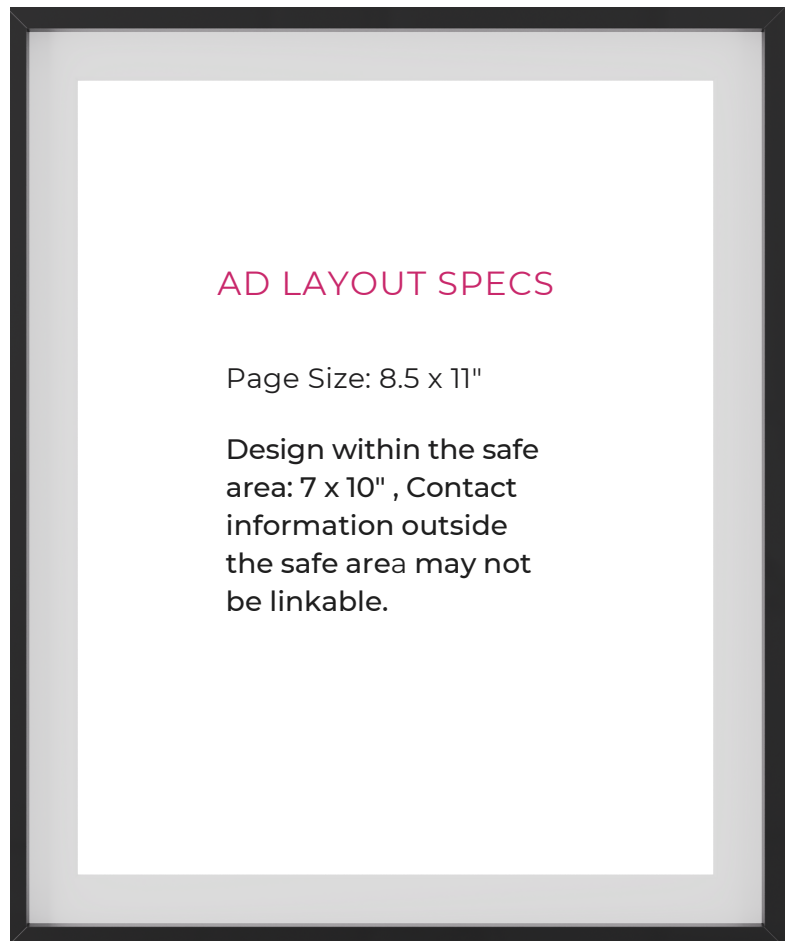 AD LAYOUT SPECS
Page Size: 8.5 x 11"
Design within the safe
area: 7 x 10" , Contact
information outside
the safe area may not
be linkable.